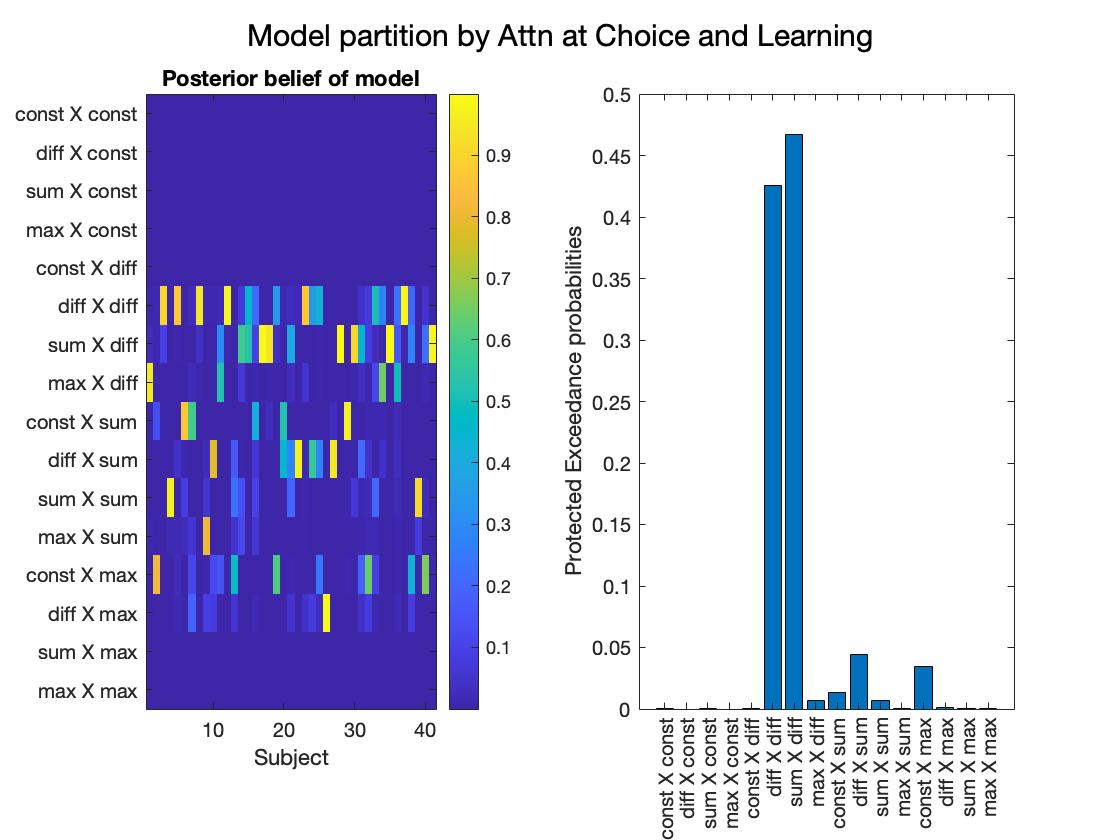 Model partition by Attn at Choice and Learning
Posterior belief of model
const X const
diff X const
sum X const
max X const
const X diff
diff X diff
sum X diff
max X diff
const X sum
diff X sum
sum X sum
max X sum
const X max
diff X max
sum X max
max X max
10 20 30 40
Subject
0.9
0.8
0.7
0.6
0.5
0.4
0.3
0.2
0.1
Protected Exceedance probabilities
0.5
0.45
0.4
0.35
0.3
0.25
0.2
0.15
0.1
0.05
0
const X const
diff X const
sum X const
max X const
const X diff
diff X diff
sum X diff
max X diff
const X sum
diff X sum
sum X sum
max X sum
const X max
diff X max
sum X max
max X max